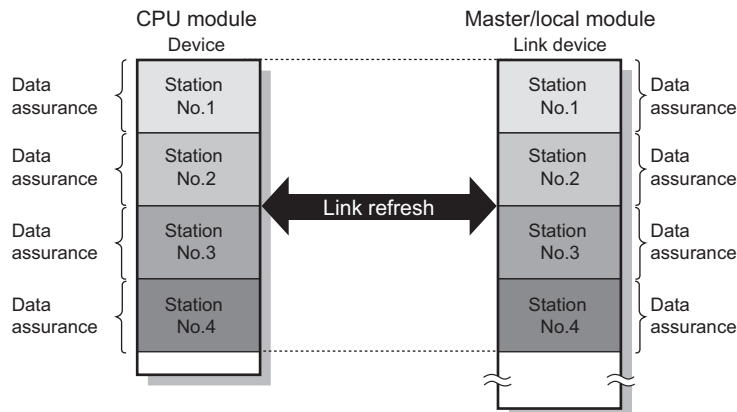 CPU module
Device
Master/local module
Link device
Data
assurance
Station
No.1
Station
No.1
Data
assurance
Data
assurance
Station
No.2
Station
No.2
Data
assurance
Link refresh
Data
assurance
Station
No.3
Station
No.3
Data
assurance
Data
assurance
Station
No.4
Station
No.4
Data
assurance